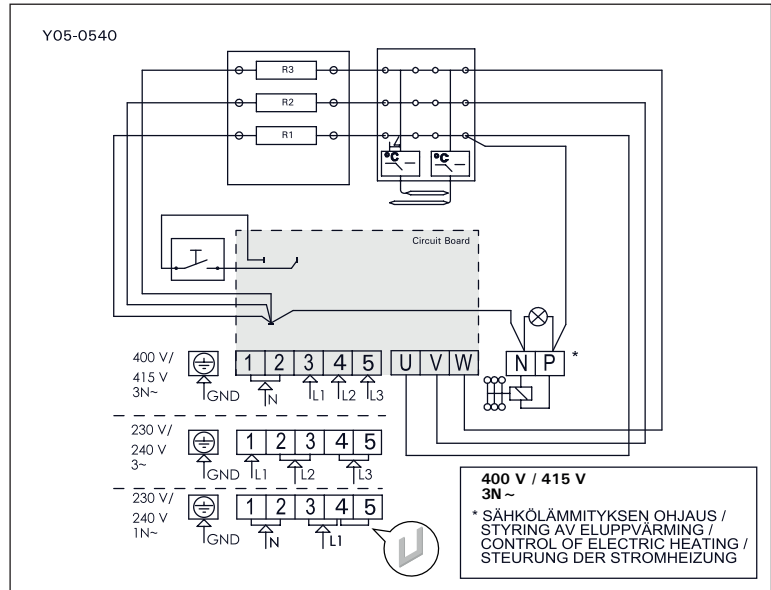 Y05-0540
R3
R2
R1
°C °C
Circuit Board
400 V/
415 V
3N~
GND
1 2 3 4 5 U V W N P *
N L1 L2 L3
230 V/
240 V
3~
GND
1 2 3 4 5
L1 L2 L3
230 V/
240 V
1N~
GND
1 2 3 4 5
N L1
400 V / 415 V
3N~
* SÄHKÖLÄMMITYKSEN OHJAUS /
STYRING AV ELUPPVÄRMING /
CONTROL OF ELECTRIC HEATING /
STEURUNG DER STROMHEIZUNG